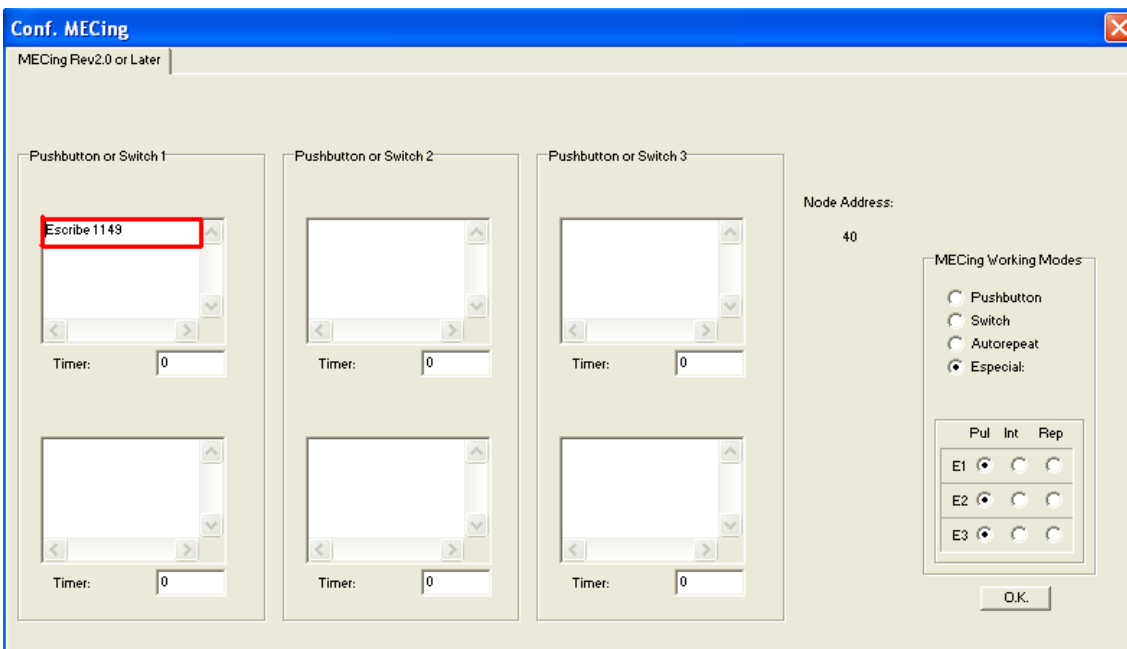 Conf. MECing
MECing Rev2.0 or Later
Pushbutton or Switch 1
Escribe 1149
Timer: 0
Timer: 0
Pushbutton or Switch 2
Timer: 0
Timer: 0
Pushbutton or Switch 3
Timer: 0
Timer: 0
Node Address:
40
MECing Working Modes
Pushbutton
Switch
Autorepeat
Especial:
Pul Int Rep
E1
E2
E3
O.K.